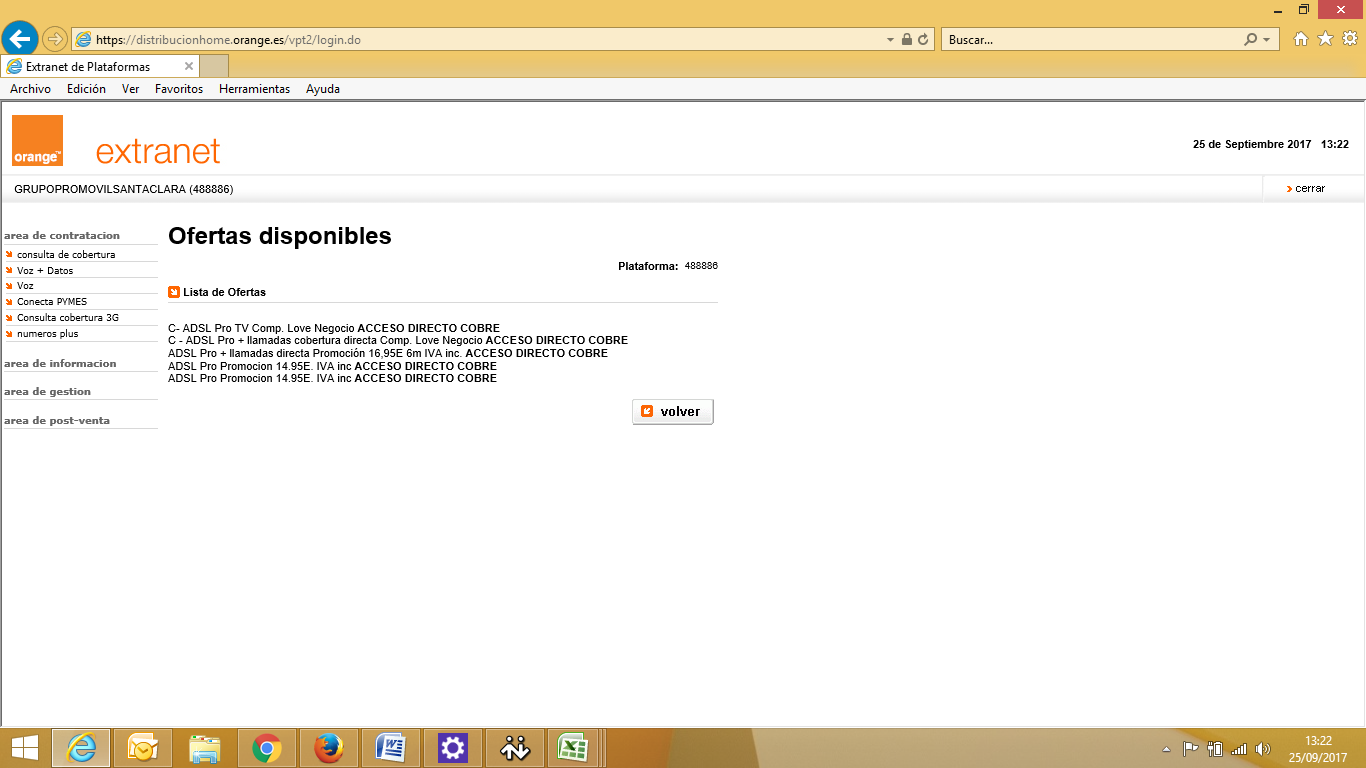 https://distribucionhome.orange.es/vpt2/login.do
Buscar...
Extranet de Plataformas
Archivo Edición Ver Favoritos Herramientas Ayuda
orange™
extranet
25 de Septiembre 2017 13:22
GRUPOPROMOVILSANTACLARA (488886)
cerrar
area de contratacion
consulta de cobertura
Voz + Datos
Voz
Conecta PYMES
Consulta cobertura 3G
numeros plus
area de informacion
area de gestion
area de post-venta
Ofertas disponibles
Plataforma: 488886
Lista de Ofertas
C- ADSL Pro TV Comp. Love Negocio ACCESO DIRECTO COBRE
C - ADSL Pro + llamadas cobertura directa Comp. Love Negocio ACCESO DIRECTO COBRE
ADSL Pro + llamadas directa Promoción 16,95E 6m IVA inc. ACCESO DIRECTO COBRE
ADSL Pro Promocion 14.95E. IVA inc ACCESO DIRECTO COBRE
ADSL Pro Promocion 14.95E. IVA inc ACCESO DIRECTO COBRE
volver
13:22
25/09/2017